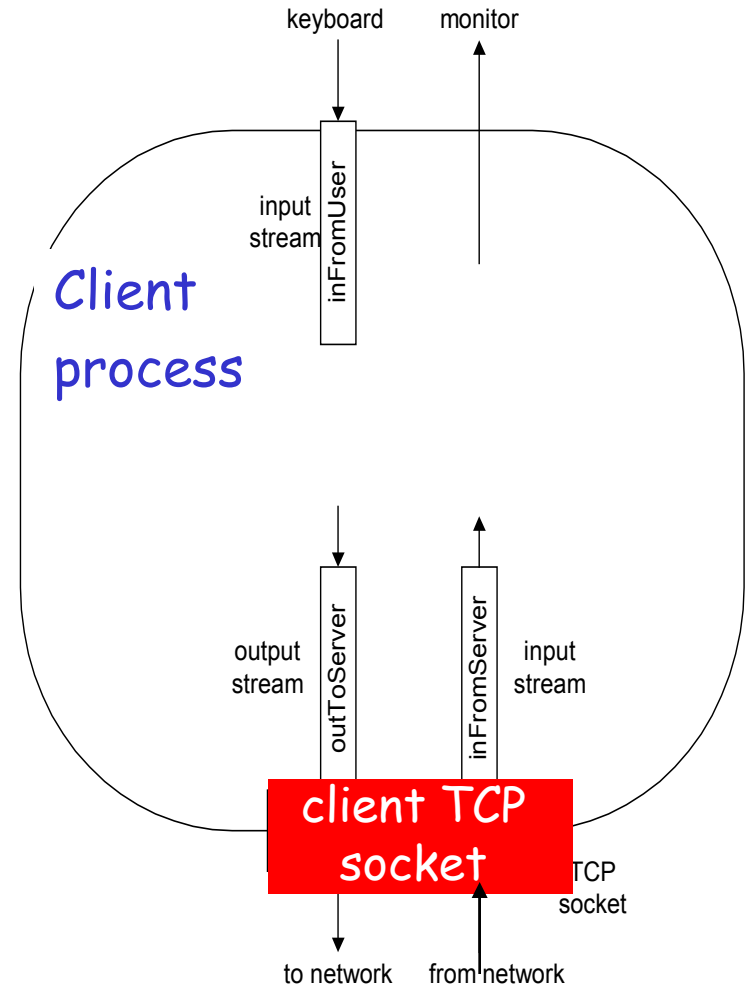 keyboard
monitor
input
stream
inFromUser
Client
process
output
stream
outToServer
inFromServer
input
stream
client TCP
socket
TCP
socket
to network
from network